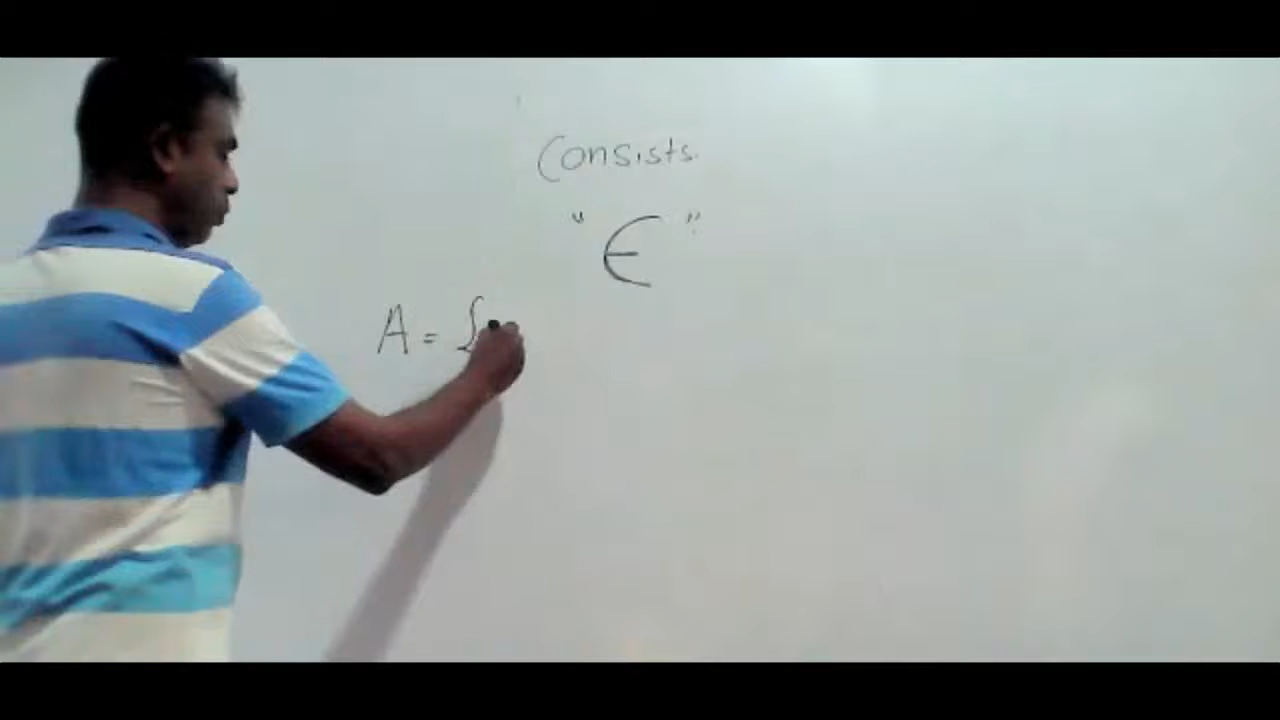 Consists.
" ∈ "
A = {